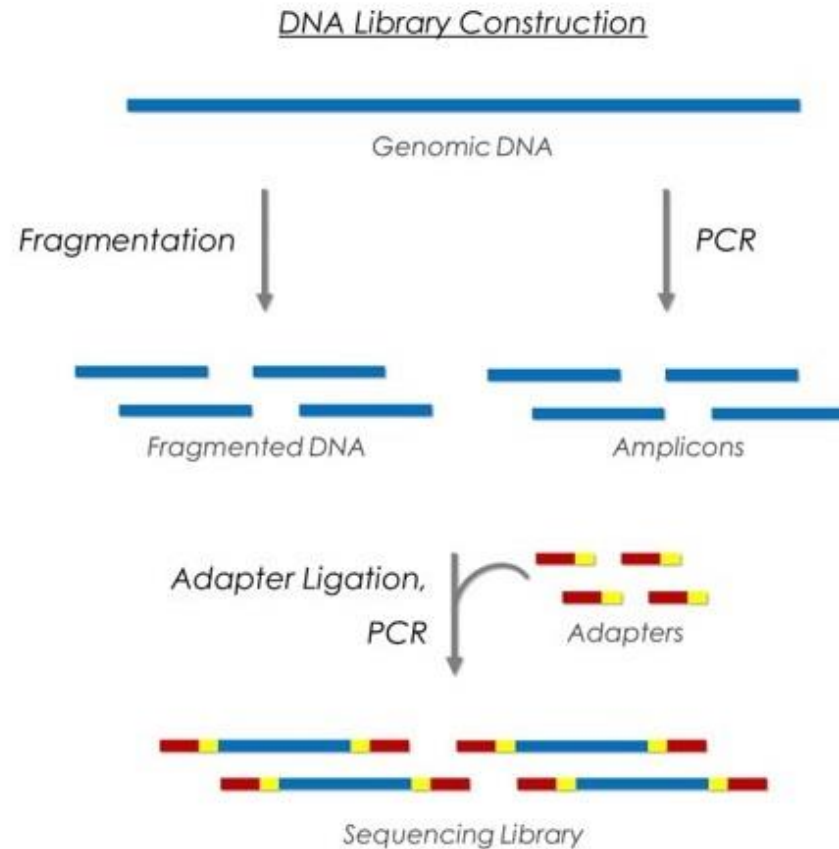 DNA Library Construction
Genomic DNA
Fragmentation
PCR
Fragmented DNA
Amplicons
Adapter Ligation,
PCR
Adapters
Sequencing Library